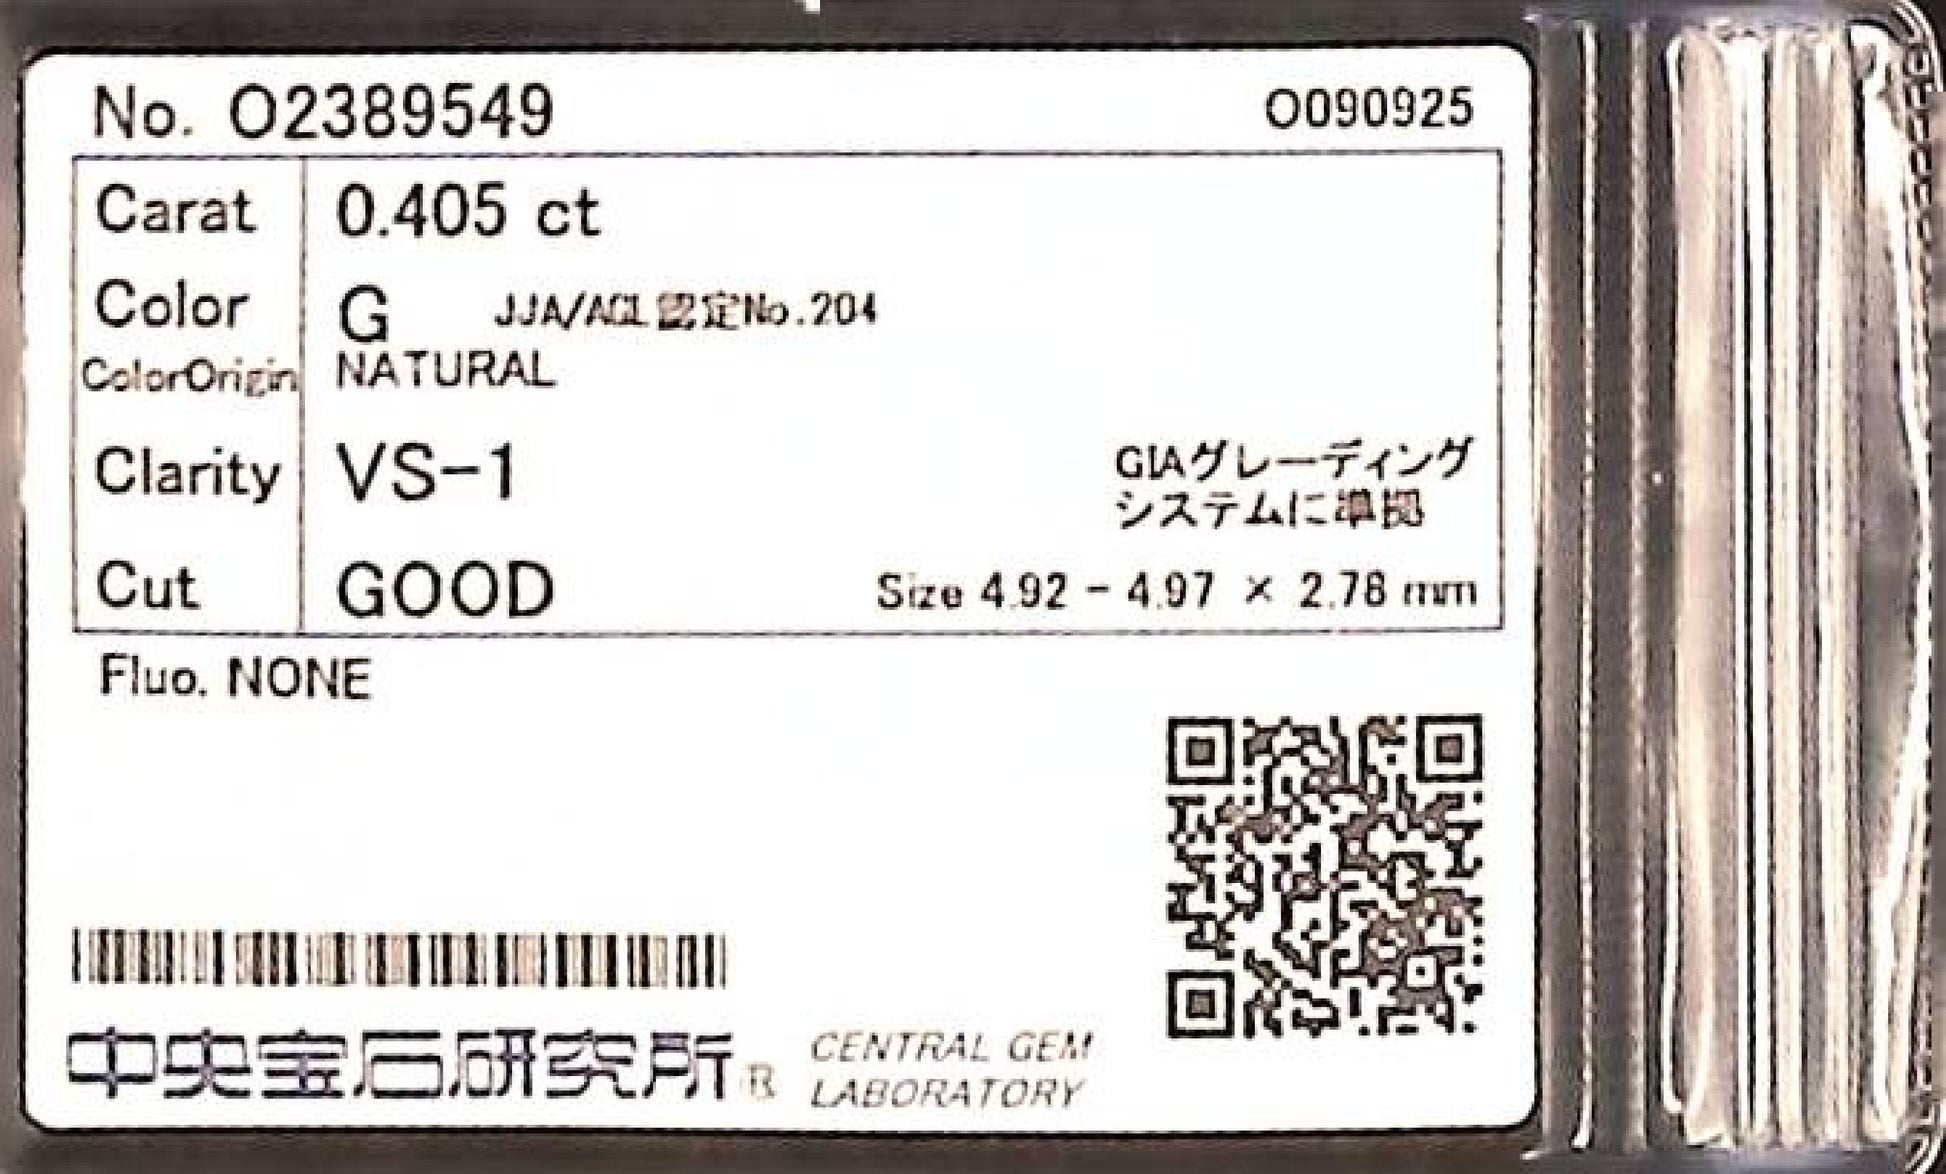 No. O2389549 O090925
Carat 0.405 ct
Color G JJA/AGL認定No.204
ColorOrigin NATURAL
Clarity VS-1 GIAグレーディング
システムに準拠
Cut GOOD Size 4.92 - 4.97 × 2.78 mm
Fluo. NONE
中央宝石研究所® CENTRAL GEM
LABORATORY